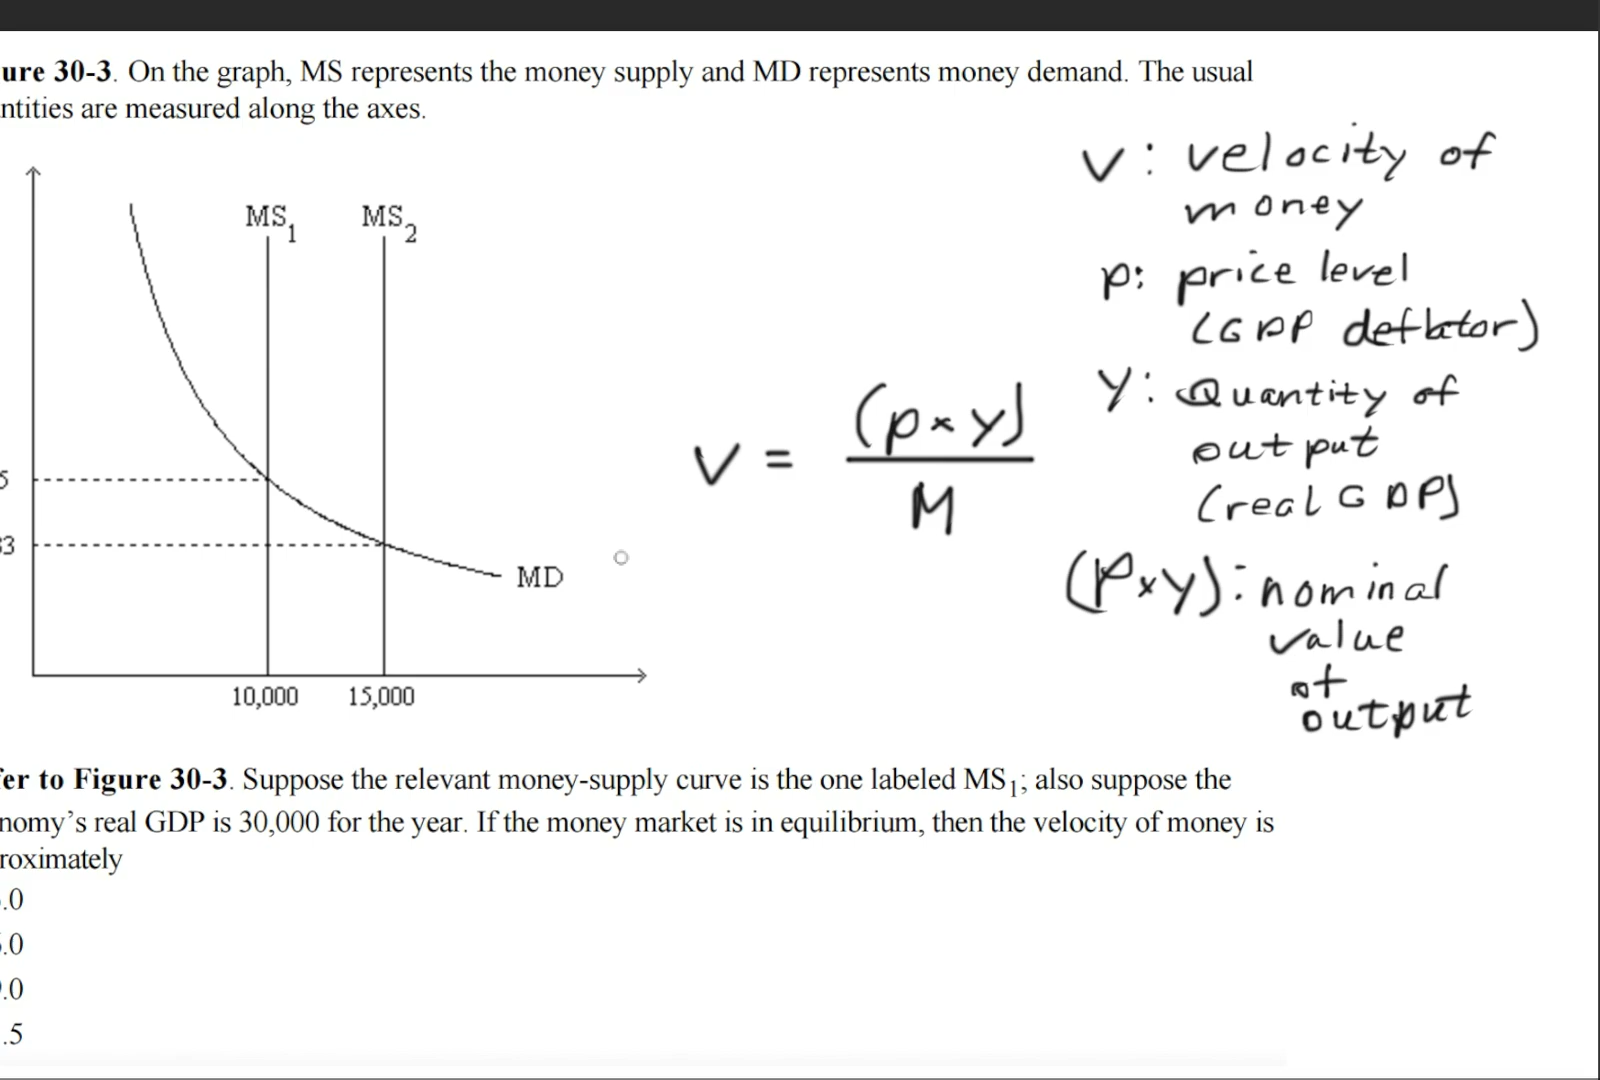 ure 30-3. On the graph, MS represents the money supply and MD represents money demand. The usual
ntities are measured along the axes.
MS1
MS2
5
3
MD
10,000
15,000
V = (P×Y)
M
V: velocity of
money
P: price level
(GDP deflator)
Y: Quantity of
output
(real GDP)
(P×Y): nominal
value
of
output
er to Figure 30-3. Suppose the relevant money-supply curve is the one labeled MS1; also suppose the
nomy's real GDP is 30,000 for the year. If the money market is in equilibrium, then the velocity of money is
roximately
.0
.0
.0
.5